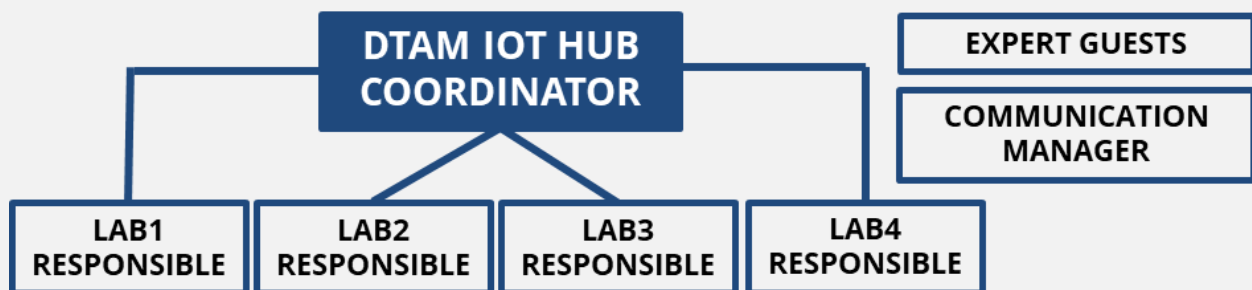 DTAM IOT HUB
COORDINATOR
EXPERT GUESTS
COMMUNICATION
MANAGER
LAB1
RESPONSIBLE
LAB2
RESPONSIBLE
LAB3
RESPONSIBLE
LAB4
RESPONSIBLE